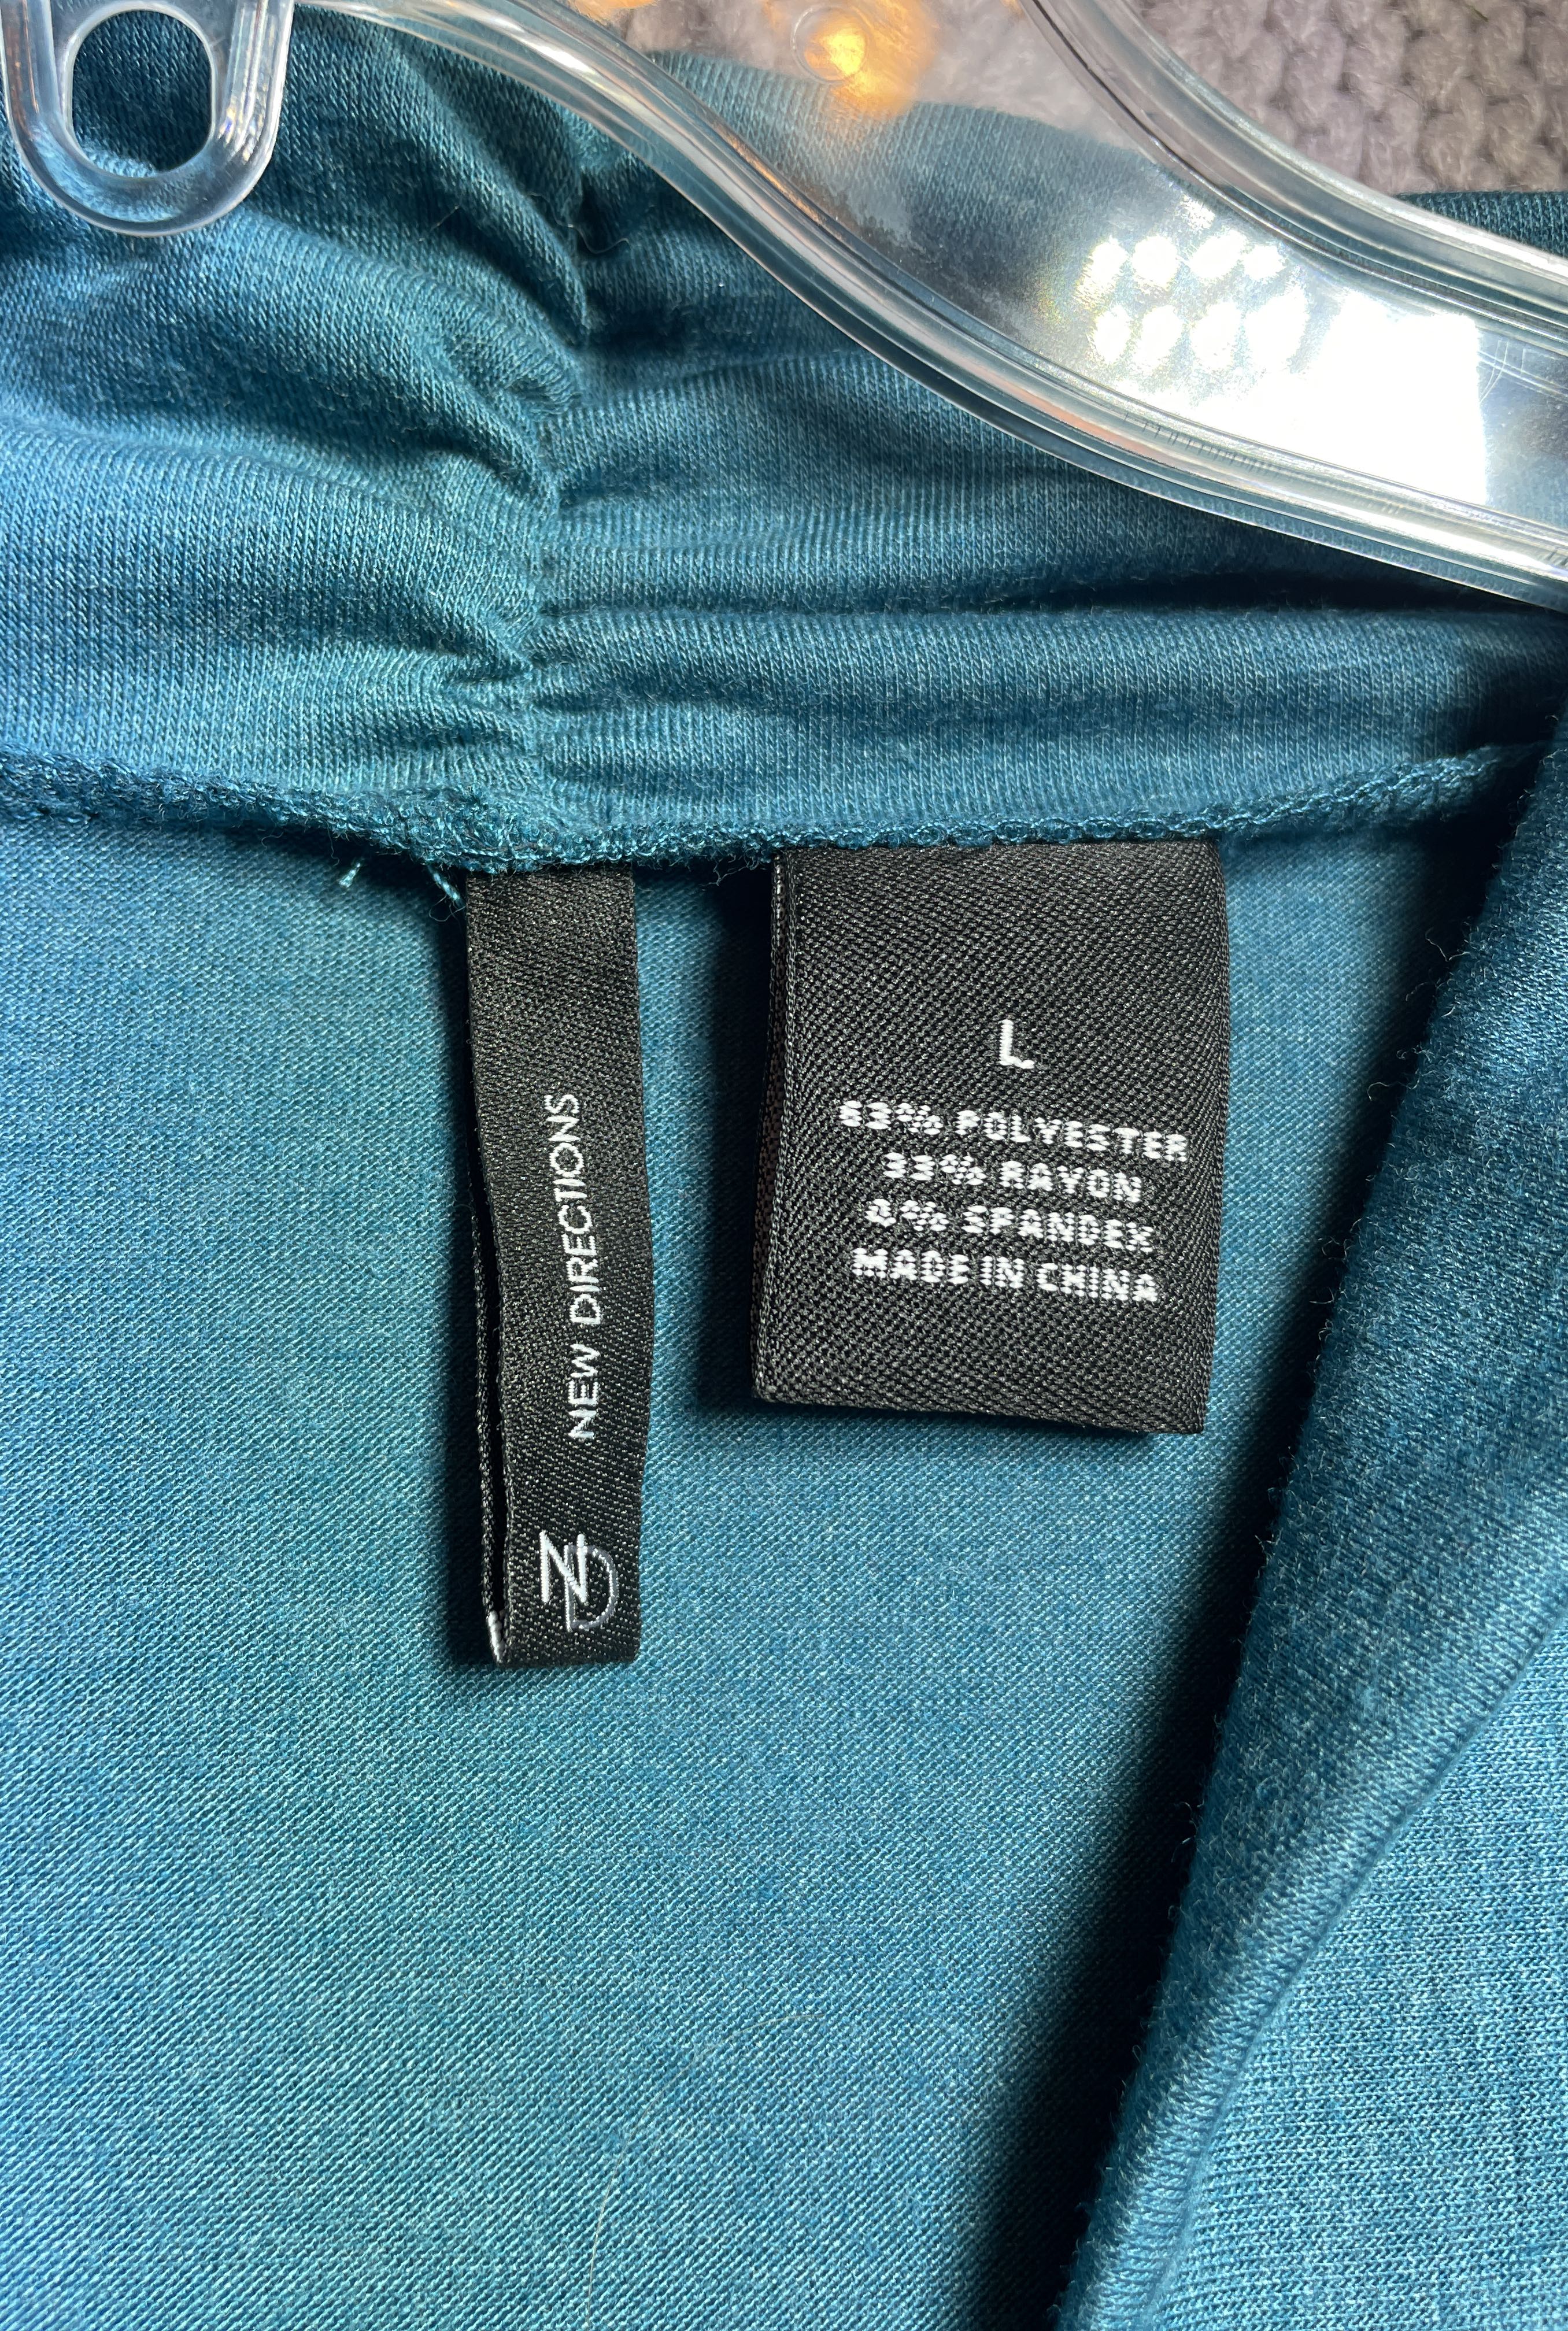 NEW DIRECTIONS
ND
L
63% POLYESTER
33% RAYON
4% SPANDEX
MADE IN CHINA